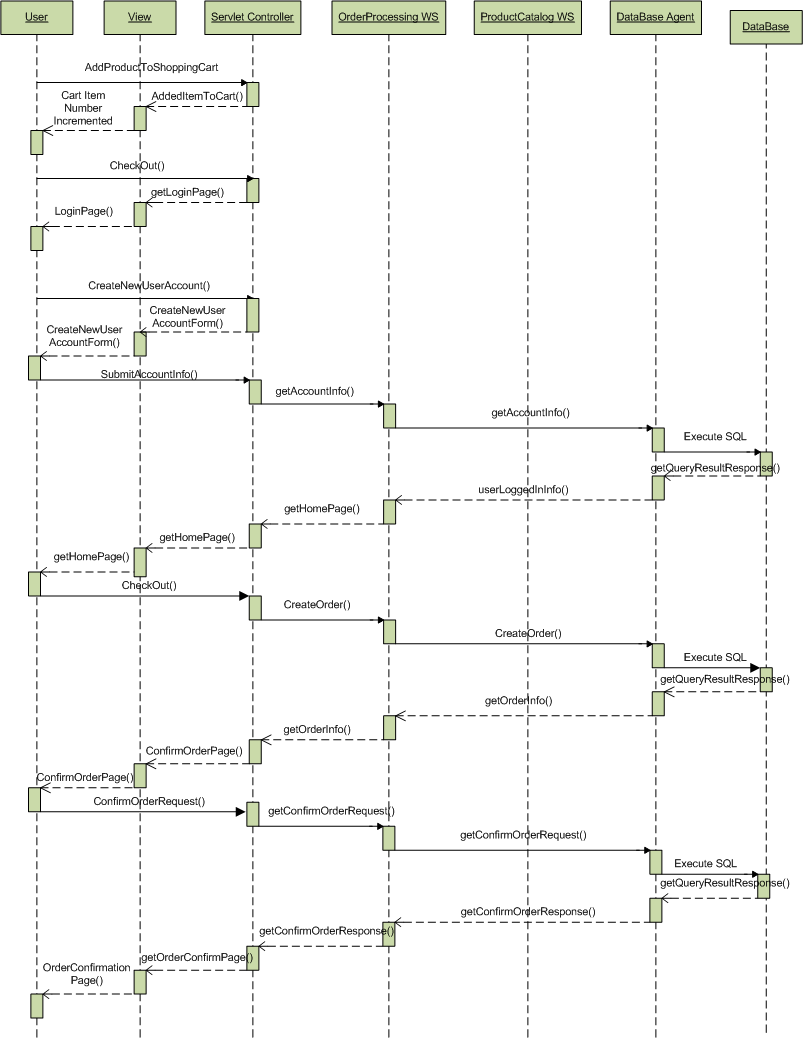 User
View
Servlet Controller
OrderProcessing WS
ProductCatalog WS
DataBase Agent
DataBase
AddProductToShoppingCart
AddedItemToCart()
Cart Item
Number
Incremented
CheckOut()
getLoginPage()
LoginPage()
CreateNewUserAccount()
CreateNewUser
AccountForm()
CreateNewUser
AccountForm()
SubmitAccountInfo()
getAccountInfo()
getAccountInfo()
Execute SQL
getQueryResultResponse()
userLoggedInInfo()
getHomePage()
getHomePage()
getHomePage()
CheckOut()
CreateOrder()
CreateOrder()
Execute SQL
getQueryResultResponse()
getOrderInfo()
getOrderInfo()
ConfirmOrderPage()
ConfirmOrderPage()
ConfirmOrderRequest()
getConfirmOrderRequest()
getConfirmOrderRequest()
Execute SQL
getQueryResultResponse()
getConfirmOrderResponse()
getConfirmOrderResponse()
getOrderConfirmPage()
OrderConfirmation
Page()